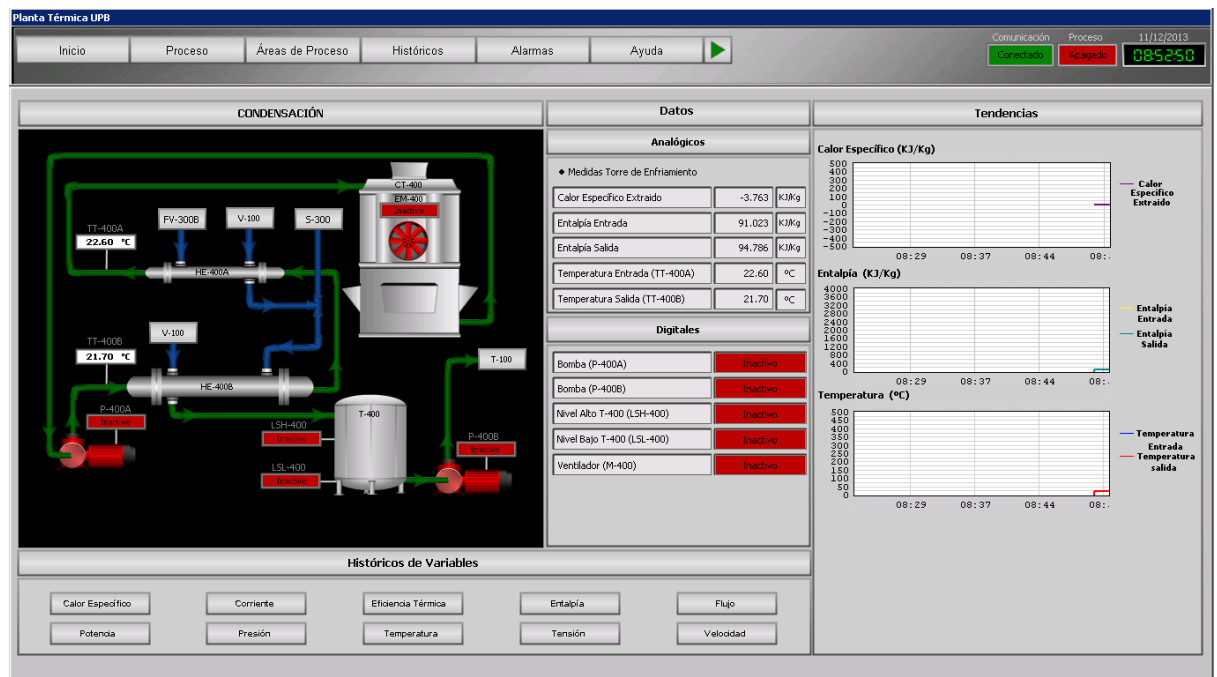 Planta Térmica UPB
Inicio
Proceso
Áreas de Proceso
Históricos
Alarmas
Ayuda
Comunicación
Proceso
11/12/2013
Conectado
Apagado
08:52:50
CONDENSACIÓN
CT-400
EM-400
Inactivo
FV-300B
V-100
S-300
TT-400A
22.60 °C
HE-400A
V-100
TT-400B
21.70 °C
HE-400B
T-100
P-400A
Inactivo
T-400
LSH-400
Inactivo
P-400B
Inactivo
LSL-400
Inactivo
Datos
Analógicos
◆ Medidas Torre de Enfriamiento
Calor Específico Extraido -3.763 KJ/Kg
Entalpía Entrada 91.023 KJ/Kg
Entalpía Salida 94.786 KJ/Kg
Temperatura Entrada (TT-400A) 22.60 ºC
Temperatura Salida (TT-400B) 21.70 ºC
Digitales
Bomba (P-400A) Inactivo
Bomba (P-400B) Inactivo
Nivel Alto T-400 (LSH-400) Inactivo
Nivel Bajo T-400 (LSL-400) Inactivo
Ventilador (M-400) Inactivo
Tendencias
Calor Específico (KJ/Kg)
500
400
300
200
100
0
-100
-200
-300
-400
-500
08:29 08:37 08:44 08:
Calor
Específico
Extraido
Entalpía (KJ/Kg)
4000
3600
3200
2800
2400
2000
1600
1200
800
400
0
08:29 08:37 08:44 08:
Entalpía
Entrada
Entalpía
Salida
Temperatura (ºC)
500
450
400
350
300
250
200
150
100
50
0
08:29 08:37 08:44 08:
Temperatura
Entrada
Temperatura
salida
Históricos de Variables
Calor Específico
Corriente
Eficiencia Térmica
Entalpía
Flujo
Potencia
Presión
Temperatura
Tensión
Velocidad